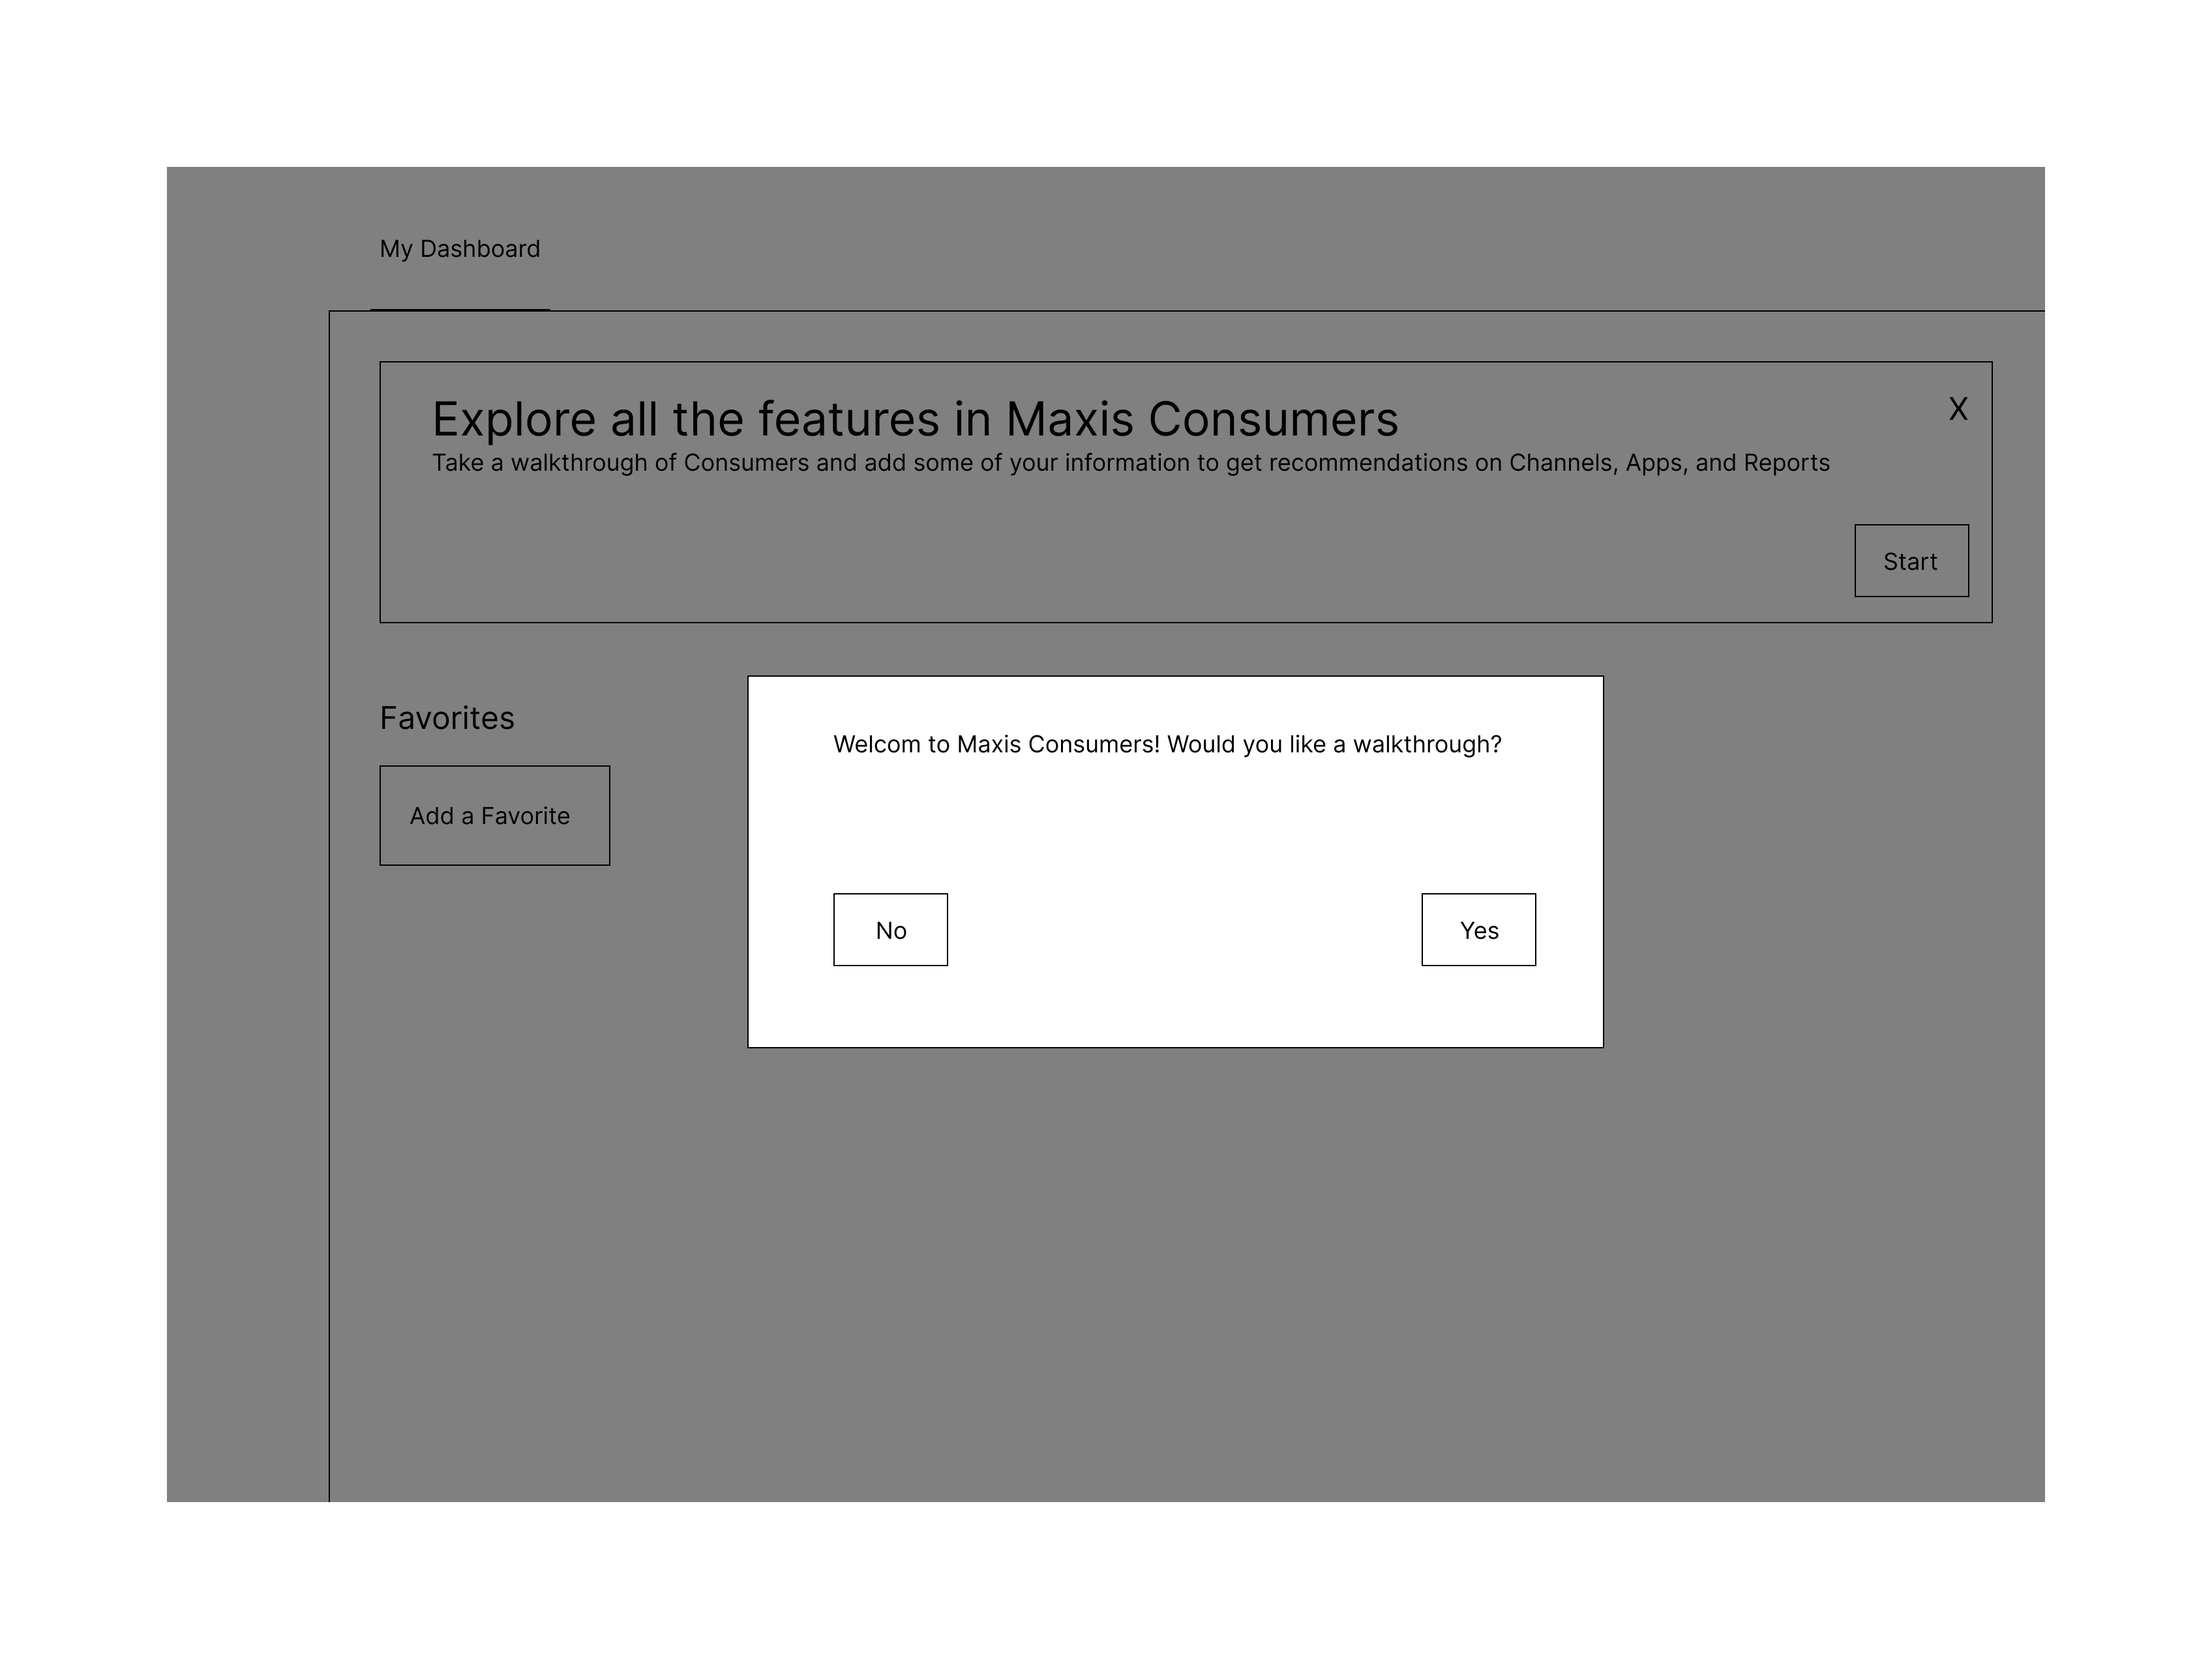 My Dashboard
Explore all the features in Maxis Consumers
X
Take a walkthrough of Consumers and add some of your information to get recommendations on Channels, Apps, and Reports
Start
Favorites
Add a Favorite
Welcom to Maxis Consumers! Would you like a walkthrough?
No
Yes